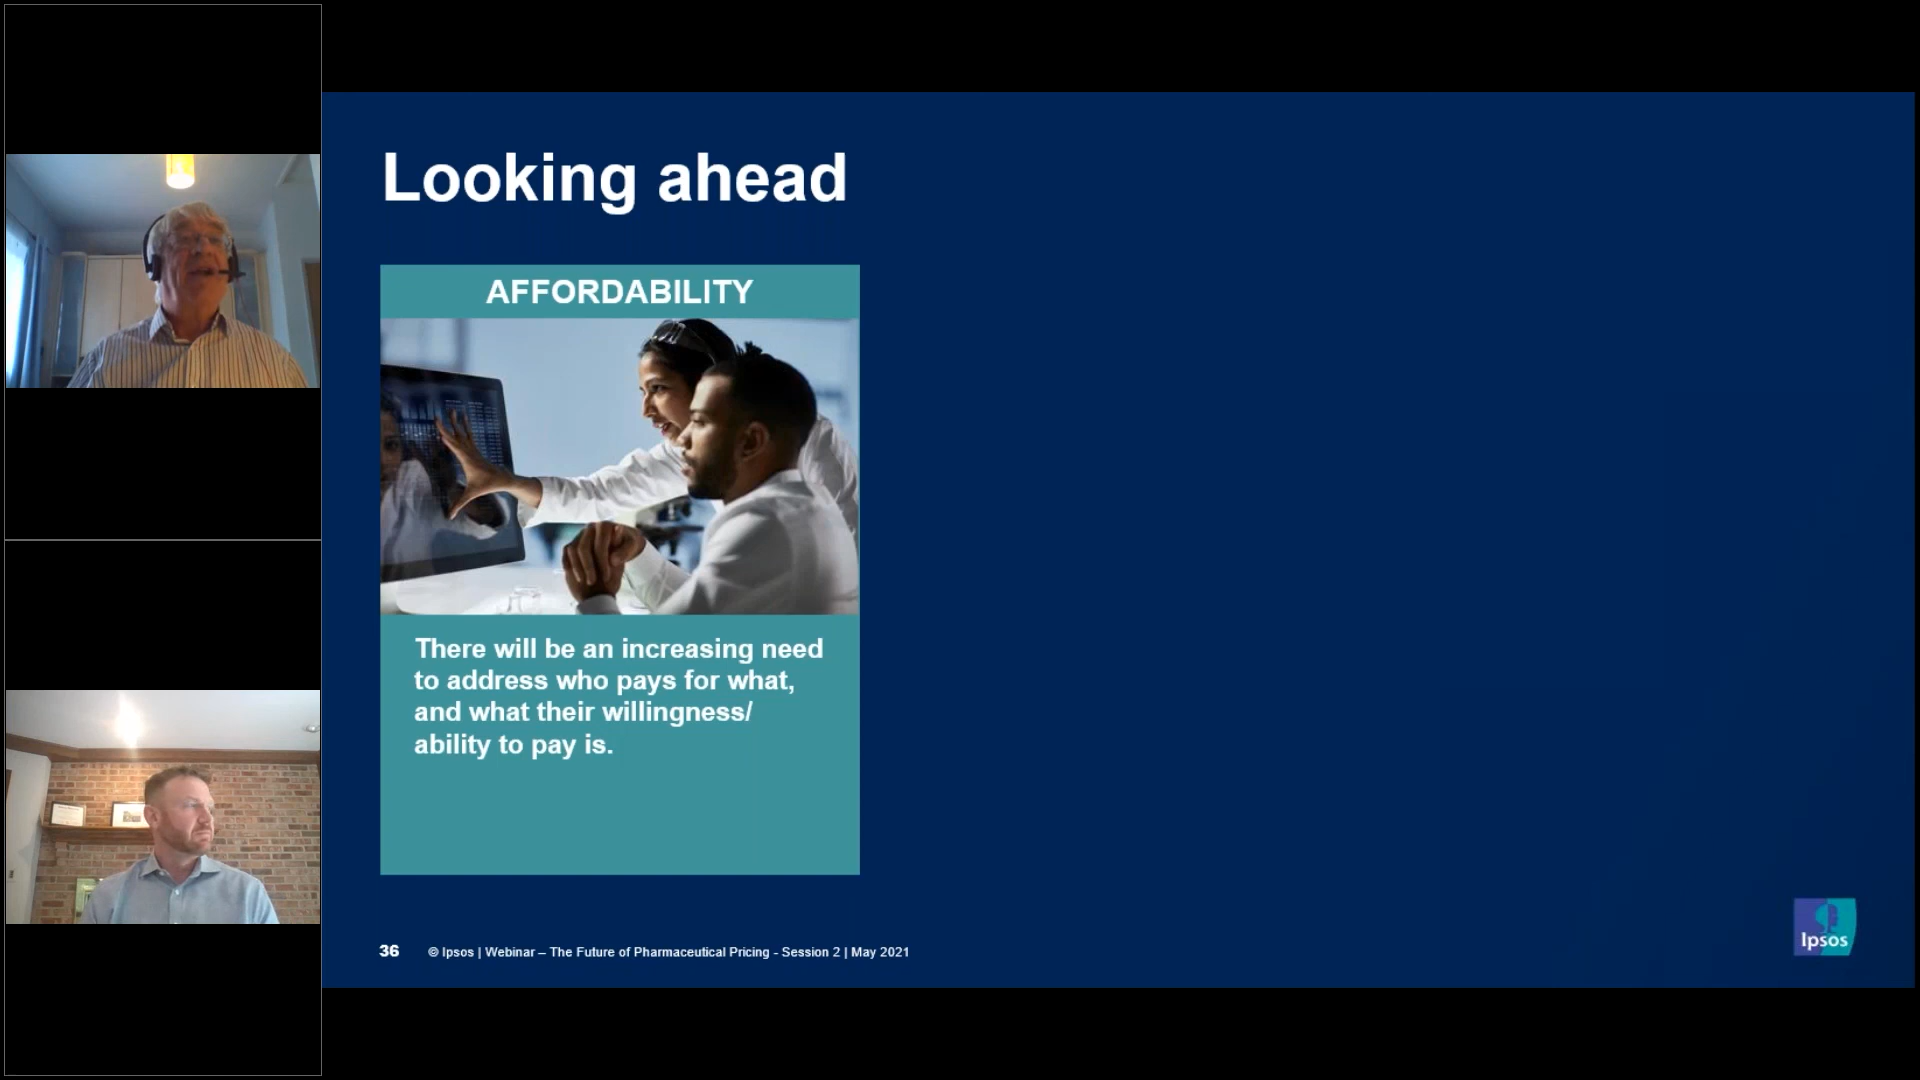 Looking ahead
AFFORDABILITY
There will be an increasing need
to address who pays for what,
and what their willingness/
ability to pay is.
36 © Ipsos | Webinar – The Future of Pharmaceutical Pricing - Session 2 | May 2021
Ipsos